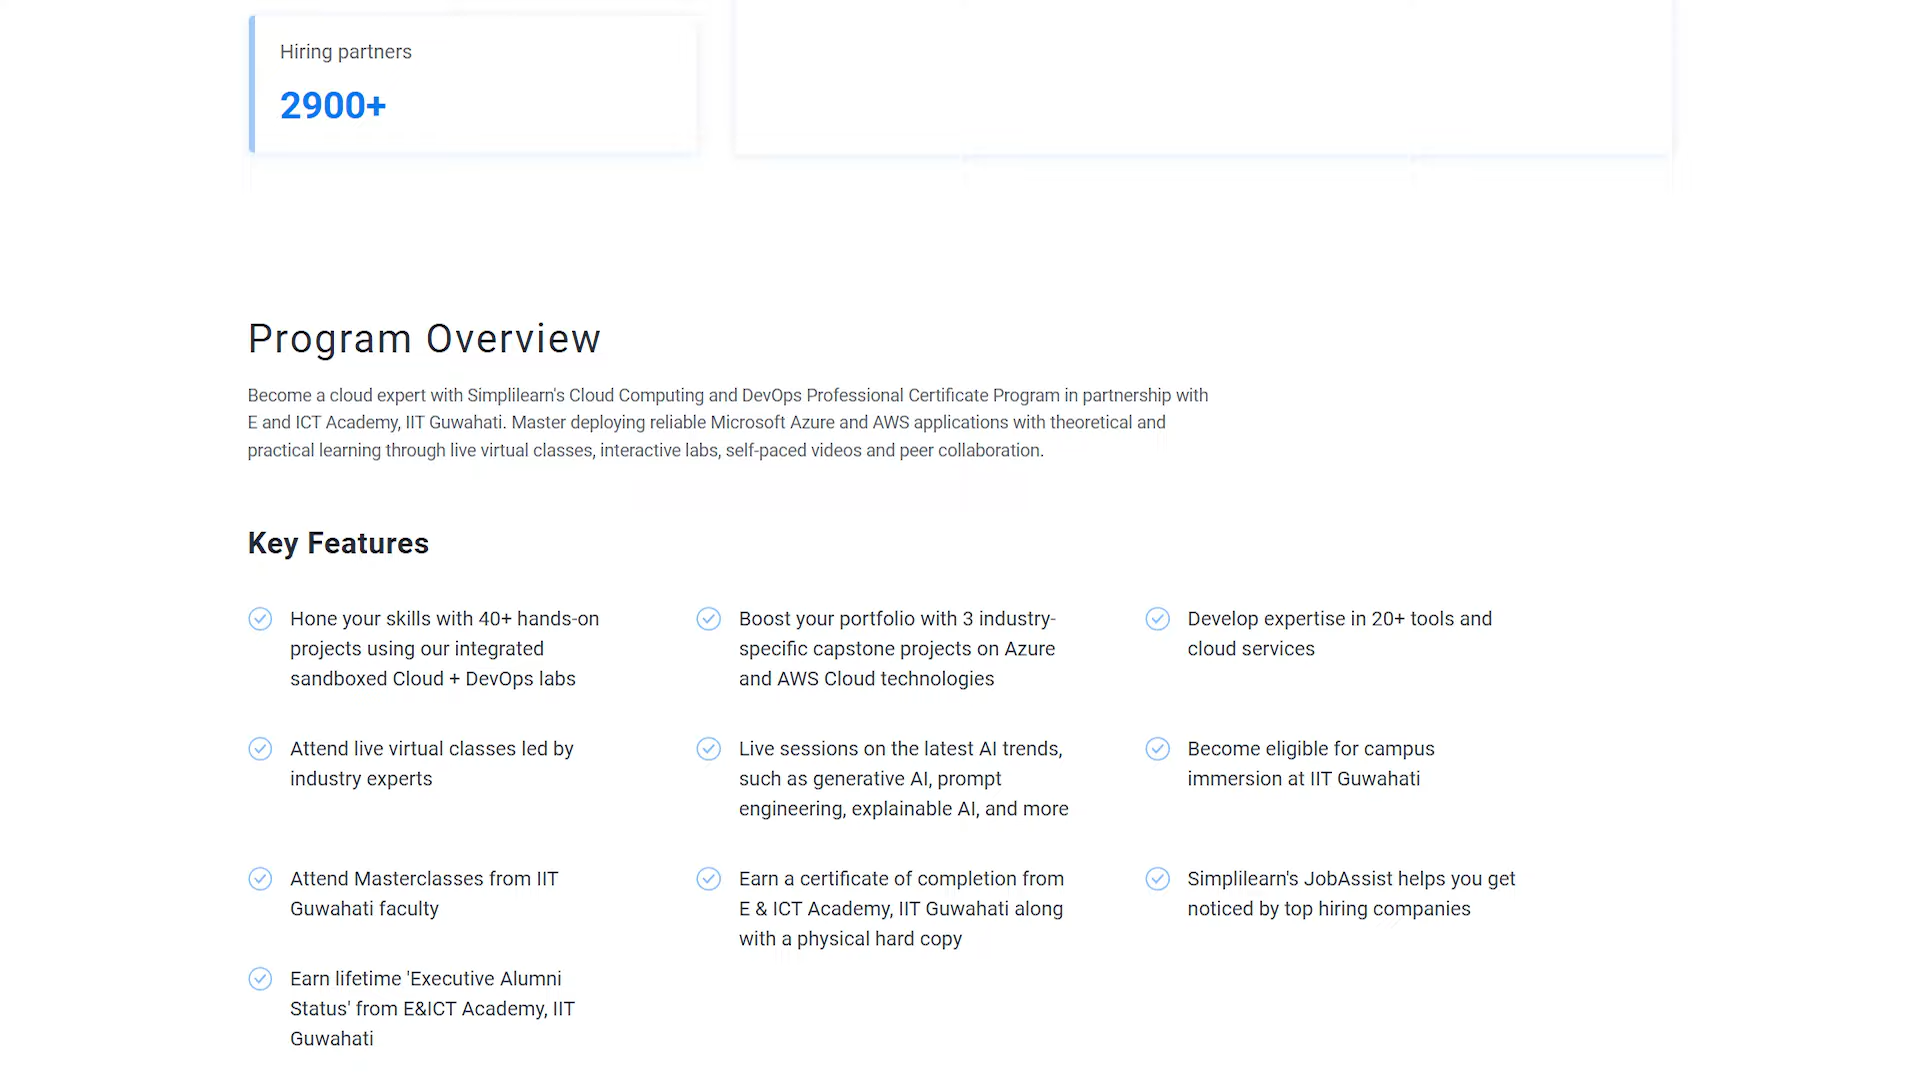 Hiring partners
2900+
Program Overview
Become a cloud expert with Simplilearn's Cloud Computing and DevOps Professional Certificate Program in partnership with
E and ICT Academy, IIT Guwahati. Master deploying reliable Microsoft Azure and AWS applications with theoretical and
practical learning through live virtual classes, interactive labs, self-paced videos and peer collaboration.
Key Features
Hone your skills with 40+ hands-on
projects using our integrated
sandboxed Cloud + DevOps labs
Boost your portfolio with 3 industry-
specific capstone projects on Azure
and AWS Cloud technologies
Develop expertise in 20+ tools and
cloud services
Attend live virtual classes led by
industry experts
Live sessions on the latest AI trends,
such as generative AI, prompt
engineering, explainable AI, and more
Become eligible for campus
immersion at IIT Guwahati
Attend Masterclasses from IIT
Guwahati faculty
Earn a certificate of completion from
E & ICT Academy, IIT Guwahati along
with a physical hard copy
Simplilearn's JobAssist helps you get
noticed by top hiring companies
Earn lifetime 'Executive Alumni
Status' from E&ICT Academy, IIT
Guwahati